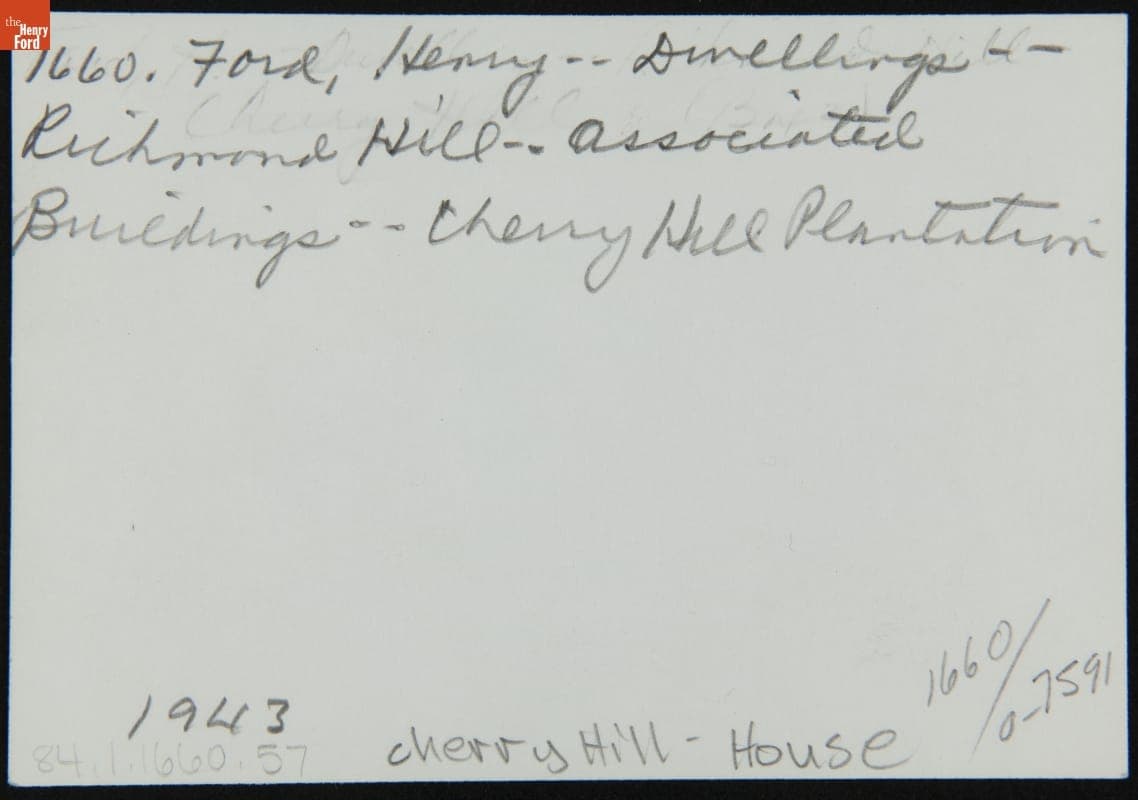 the Henry Ford
1660. Ford, Henry -- Dwellings --
Richmond Hill -- Associated
Buildings -- Cherry Hill Plantation
1660/0-7591
1943
cherry Hill - House
84.1.1660.57